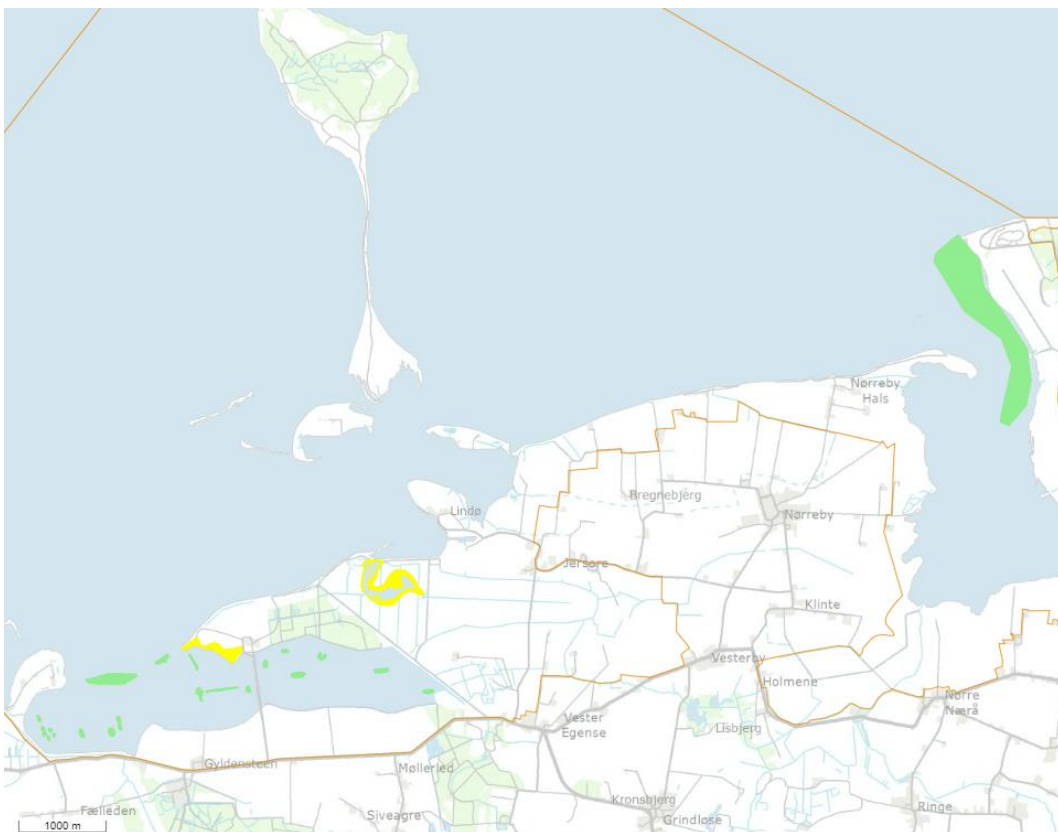 Nørreby
Hals
Bregnebjerg
Lindø
Nørreby
Jersore
Klinte
Vesterby
Holmene
Nørre
Nærå
Vester
Egense
Lisbjerg
Gyldensteen
Møllerled
Kronsbjerg
Fælleden
Siveagre
Grindløse
Ringe
1000 m